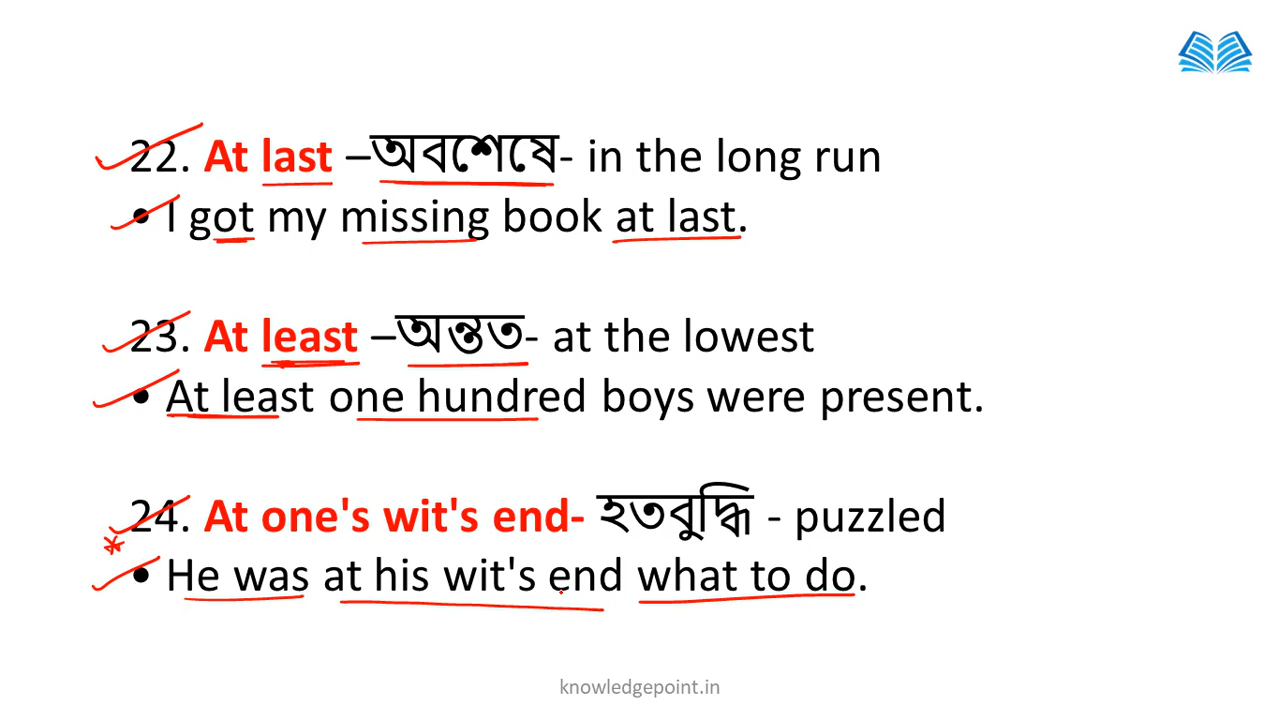 22. At last –অবশেষে- in the long run
• I got my missing book at last.
23. At least –অন্তত- at the lowest
• At least one hundred boys were present.
24. At one's wit's end- হতবুদ্ধি - puzzled
• He was at his wit's end what to do.
knowledgepoint.in